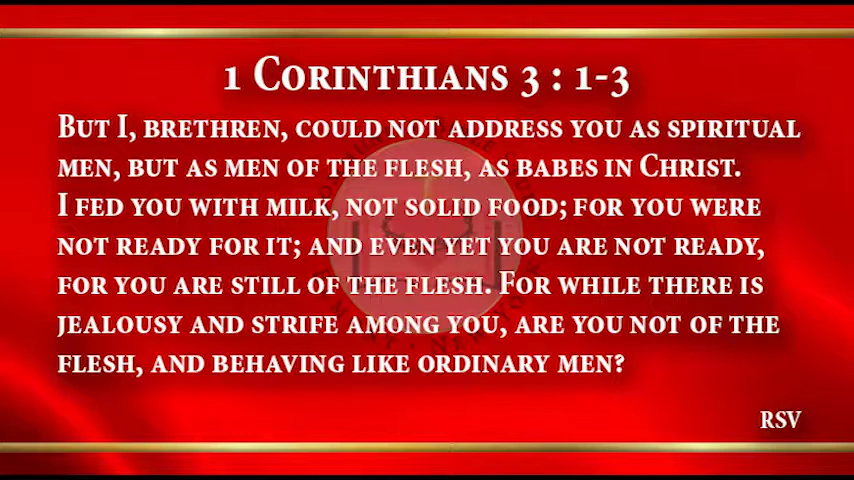 1 Corinthians 3 : 1-3
But I, brethren, could not address you as spiritual
men, but as men of the flesh, as babes in Christ.
I fed you with milk, not solid food; for you were
not ready for it; and even yet you are not ready,
for you are still of the flesh. For while there is
jealousy and strife among you, are you not of the
flesh, and behaving like ordinary men?
RSV